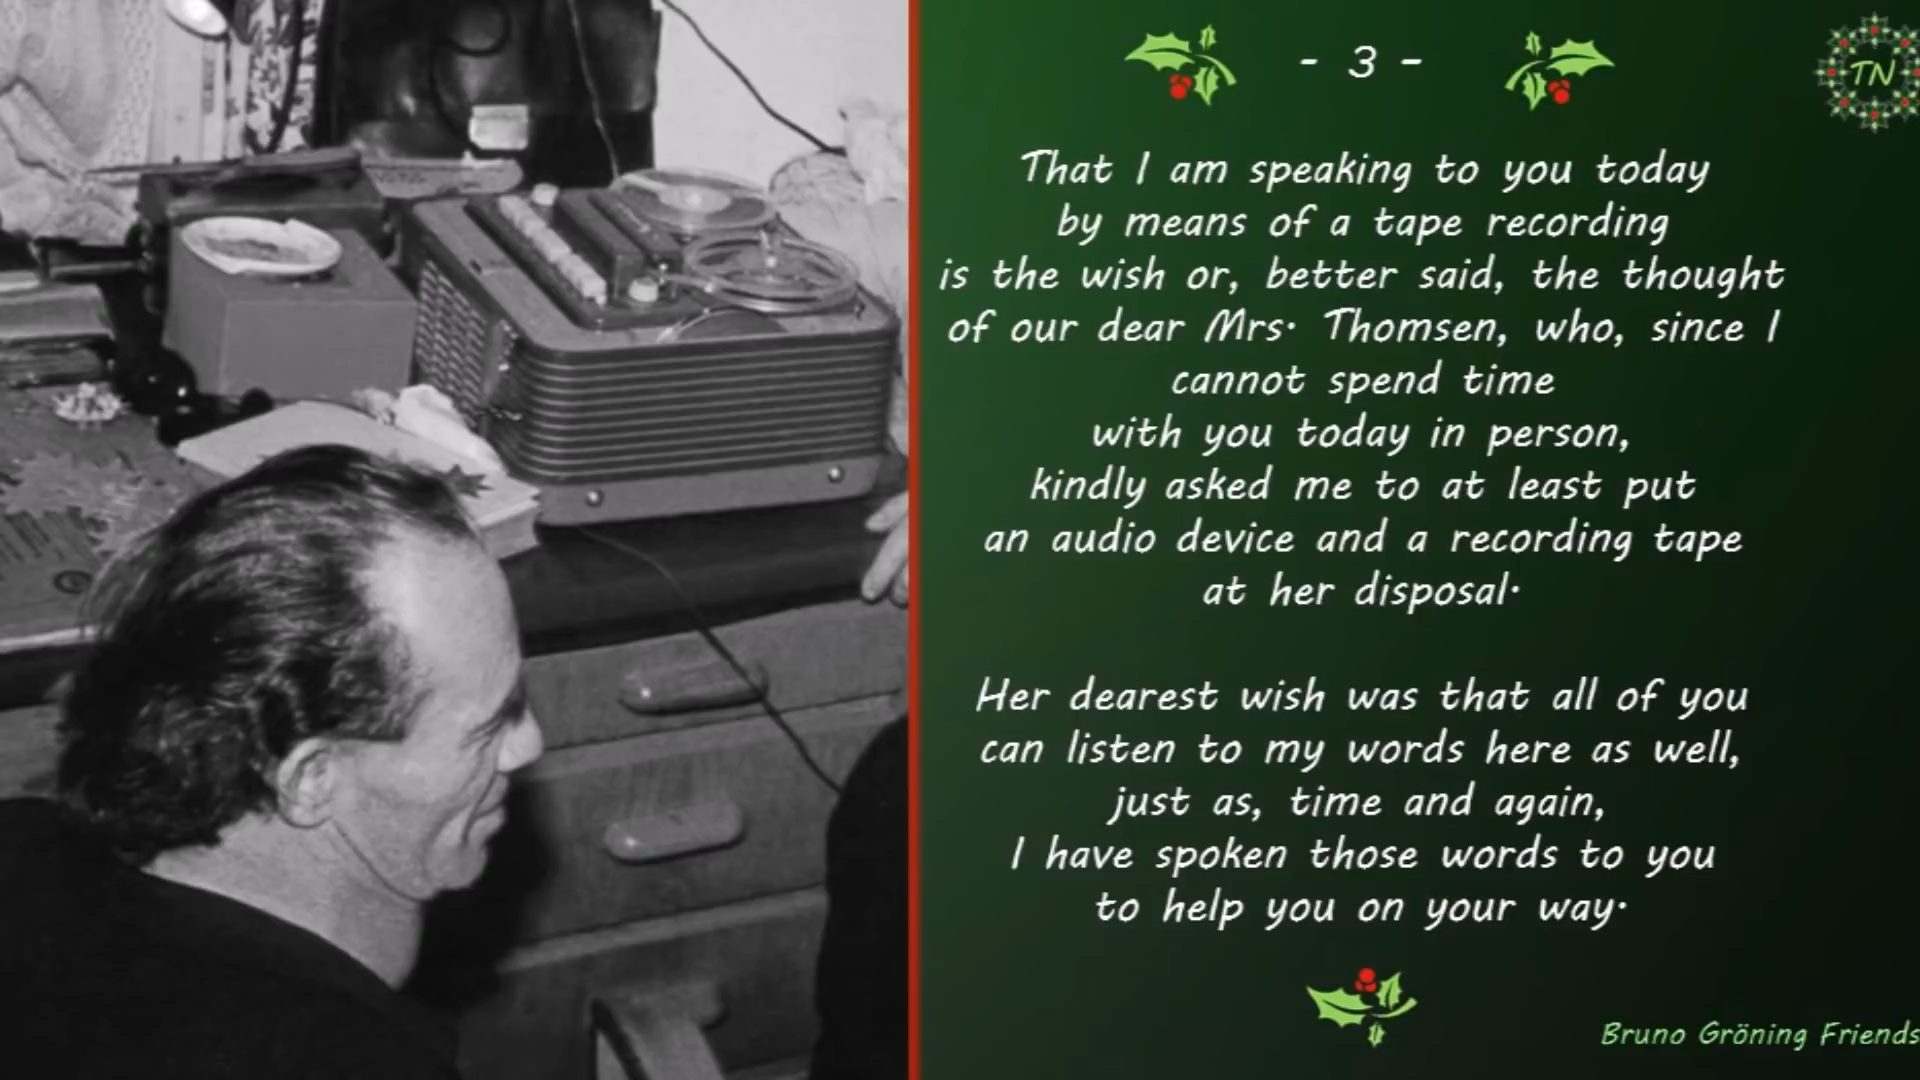 - 3 -
TN
That I am speaking to you today
by means of a tape recording
is the wish or, better said, the thought
of our dear Mrs. Thomsen, who, since I
cannot spend time
with you today in person,
kindly asked me to at least put
an audio device and a recording tape
at her disposal.
Her dearest wish was that all of you
can listen to my words here as well,
just as, time and again,
I have spoken those words to you
to help you on your way.
Bruno Gröning Friends